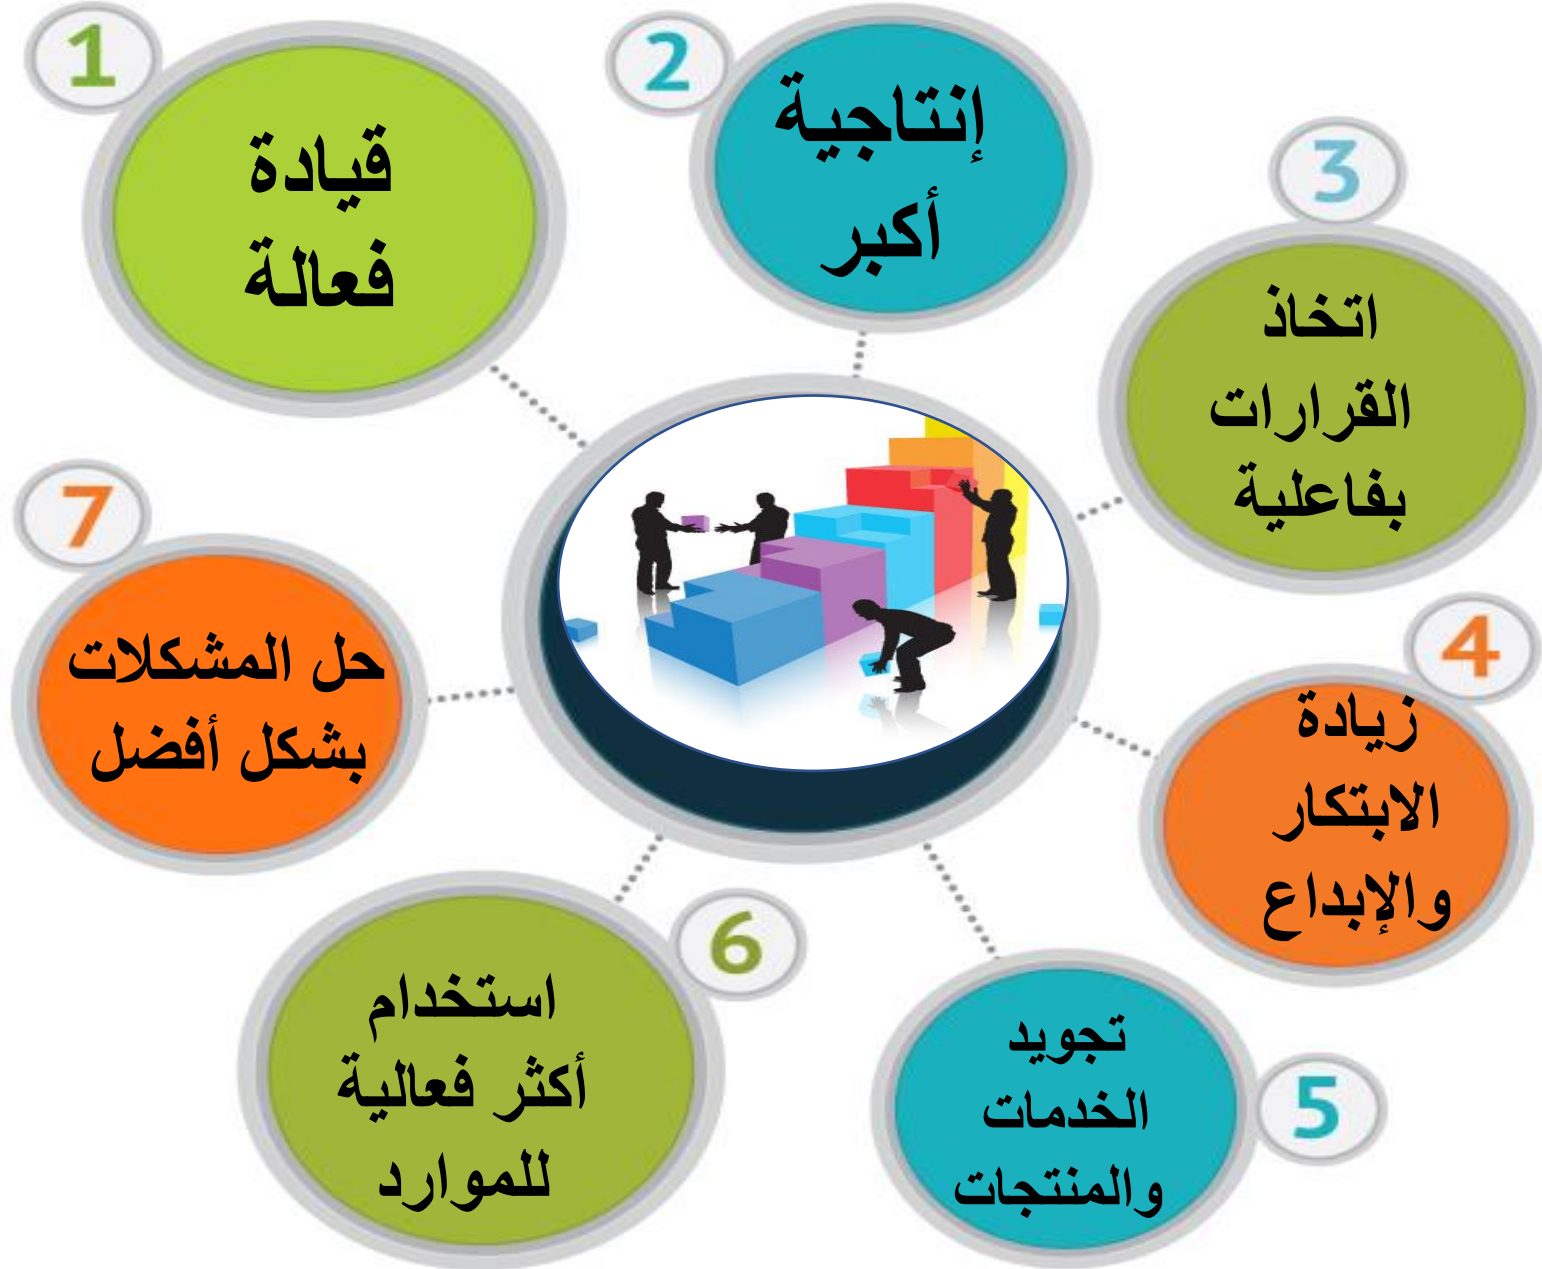 1
قيادة
فعالة
2
إنتاجية
أكبر
3
اتخاذ
القرارات
بفاعلية
4
زيادة
الابتكار
والإبداع
5
تجويد
الخدمات
والمنتجات
6
استخدام
أكثر فعالية
للموارد
7
حل المشكلات
بشكل أفضل